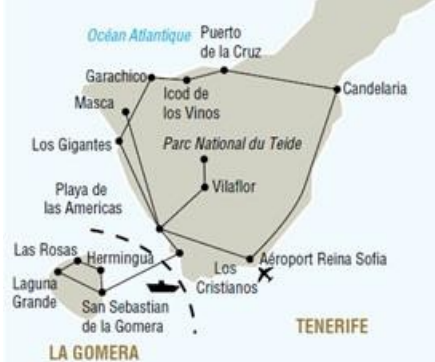 Océan Atlantique
Puerto
de la Cruz
Garachico
Icod de
los Vinos
Candelaria
Masca
Los Gigantes
Parc National du Teide
Playa de
las Americas
Vilaflor
Las Rosas
Hermingua
Los
Cristianos
Aéroport Reina Sofia
Laguna
Grande
San Sebastian
de la Gomera
TENERIFE
LA GOMERA